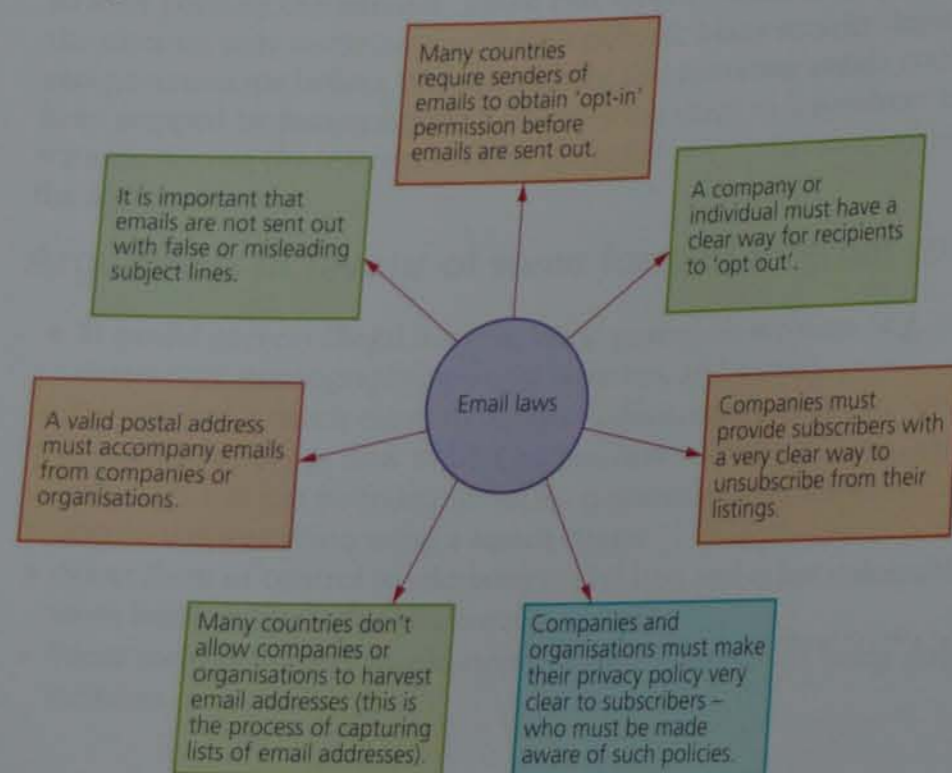 Many countries
require senders of
emails to obtain 'opt-in'
permission before
emails are sent out.
It is important that
emails are not sent out
with false or misleading
subject lines.
A company or
individual must have a
clear way for recipients
to 'opt out'.
Email laws
A valid postal address
must accompany emails
from companies or
organisations.
Companies must
provide subscribers with
a very clear way to
unsubscribe from their
listings.
Many countries don't
allow companies or
organisations to harvest
email addresses (this is
the process of capturing
lists of email addresses).
Companies and
organisations must make
their privacy policy very
clear to subscribers –
who must be made
aware of such policies.